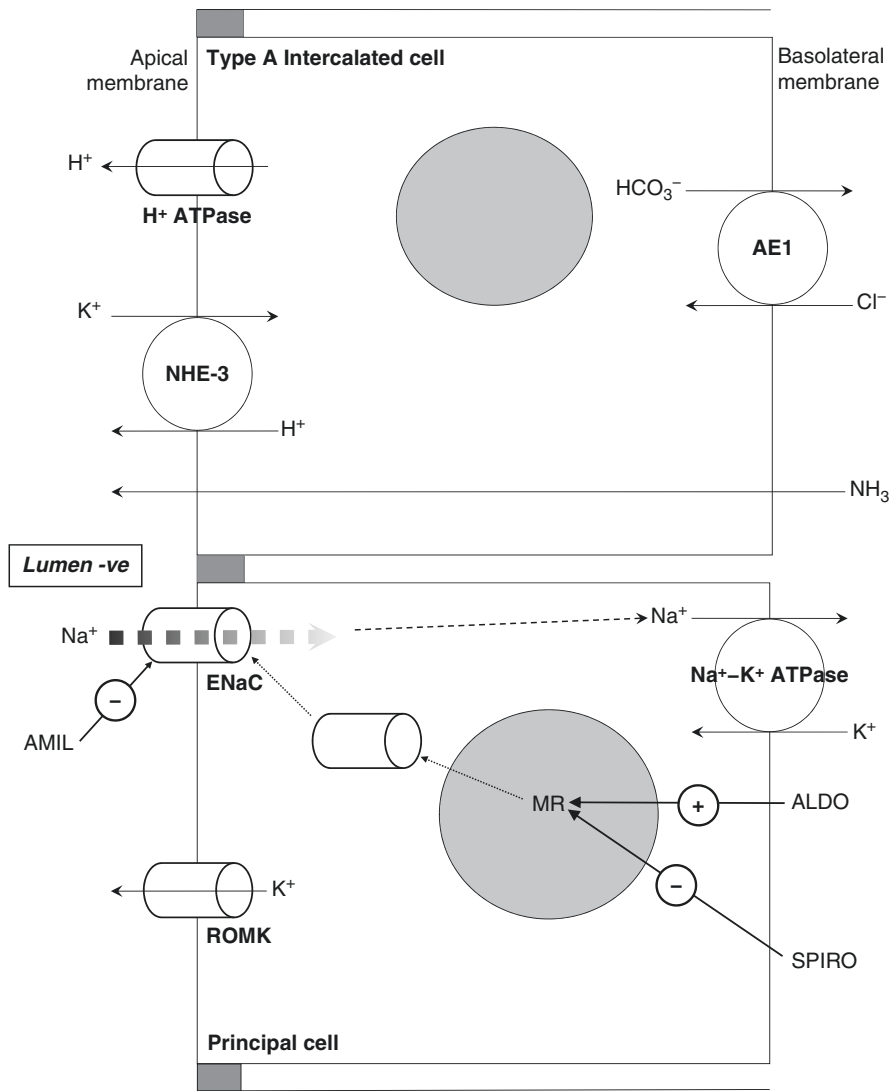 Apical
membrane
Type A Intercalated cell
Basolateral
membrane
H⁺
H⁺ ATPase
HCO₃⁻
AE1
Cl⁻
K⁺
NHE-3
H⁺
NH₃
Lumen -ve
Na⁺
ENaC
Na⁺
Na⁺–K⁺ ATPase
–
AMIL
K⁺
MR
+
ALDO
–
K⁺
ROMK
SPIRO
Principal cell